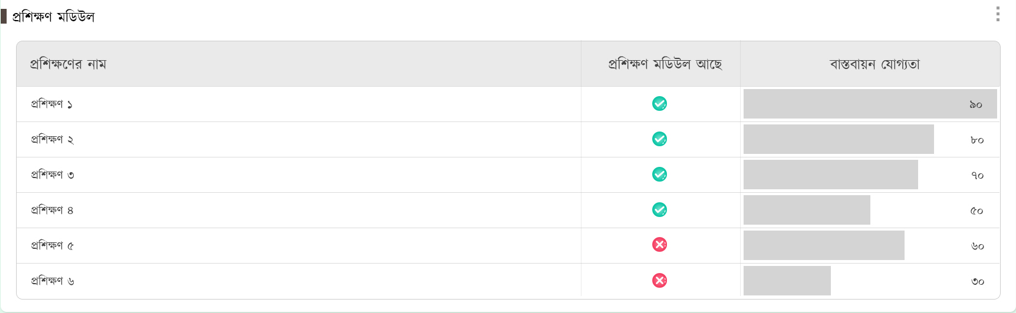 প্রশিক্ষণ মডিউল
প্রশিক্ষণের নাম প্রশিক্ষণ মডিউল আছে বাস্তবায়ন যোগ্যতা
প্রশিক্ষণ ১ ৯০
প্রশিক্ষণ ২ ৮০
প্রশিক্ষণ ৩ ৭০
প্রশিক্ষণ ৪ ৫০
প্রশিক্ষণ ৫ ৬০
প্রশিক্ষণ ৬ ৩০